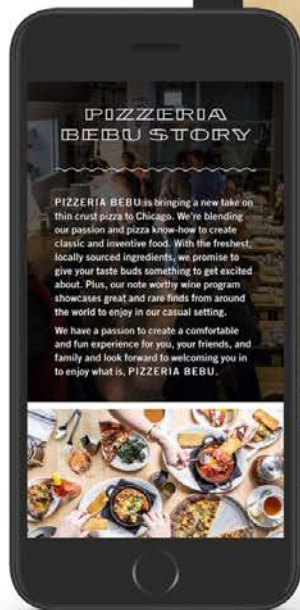 PIZZERIA
BEBU STORY
PIZZERIA BEBU is bringing a new take on
thin crust pizza to Chicago. We're blending
our passion and pizza know-how to create
classic and inventive food. With the freshest,
locally sourced ingredients, we promise to
give your taste buds something to get excited
about. Plus, our note worthy wine program
showcases great and rare finds from around
the world to enjoy in our casual setting.
We have a passion to create a comfortable
and fun experience for you, your friends, and
family and look forward to welcoming you in
to enjoy what is, PIZZERIA BEBU.